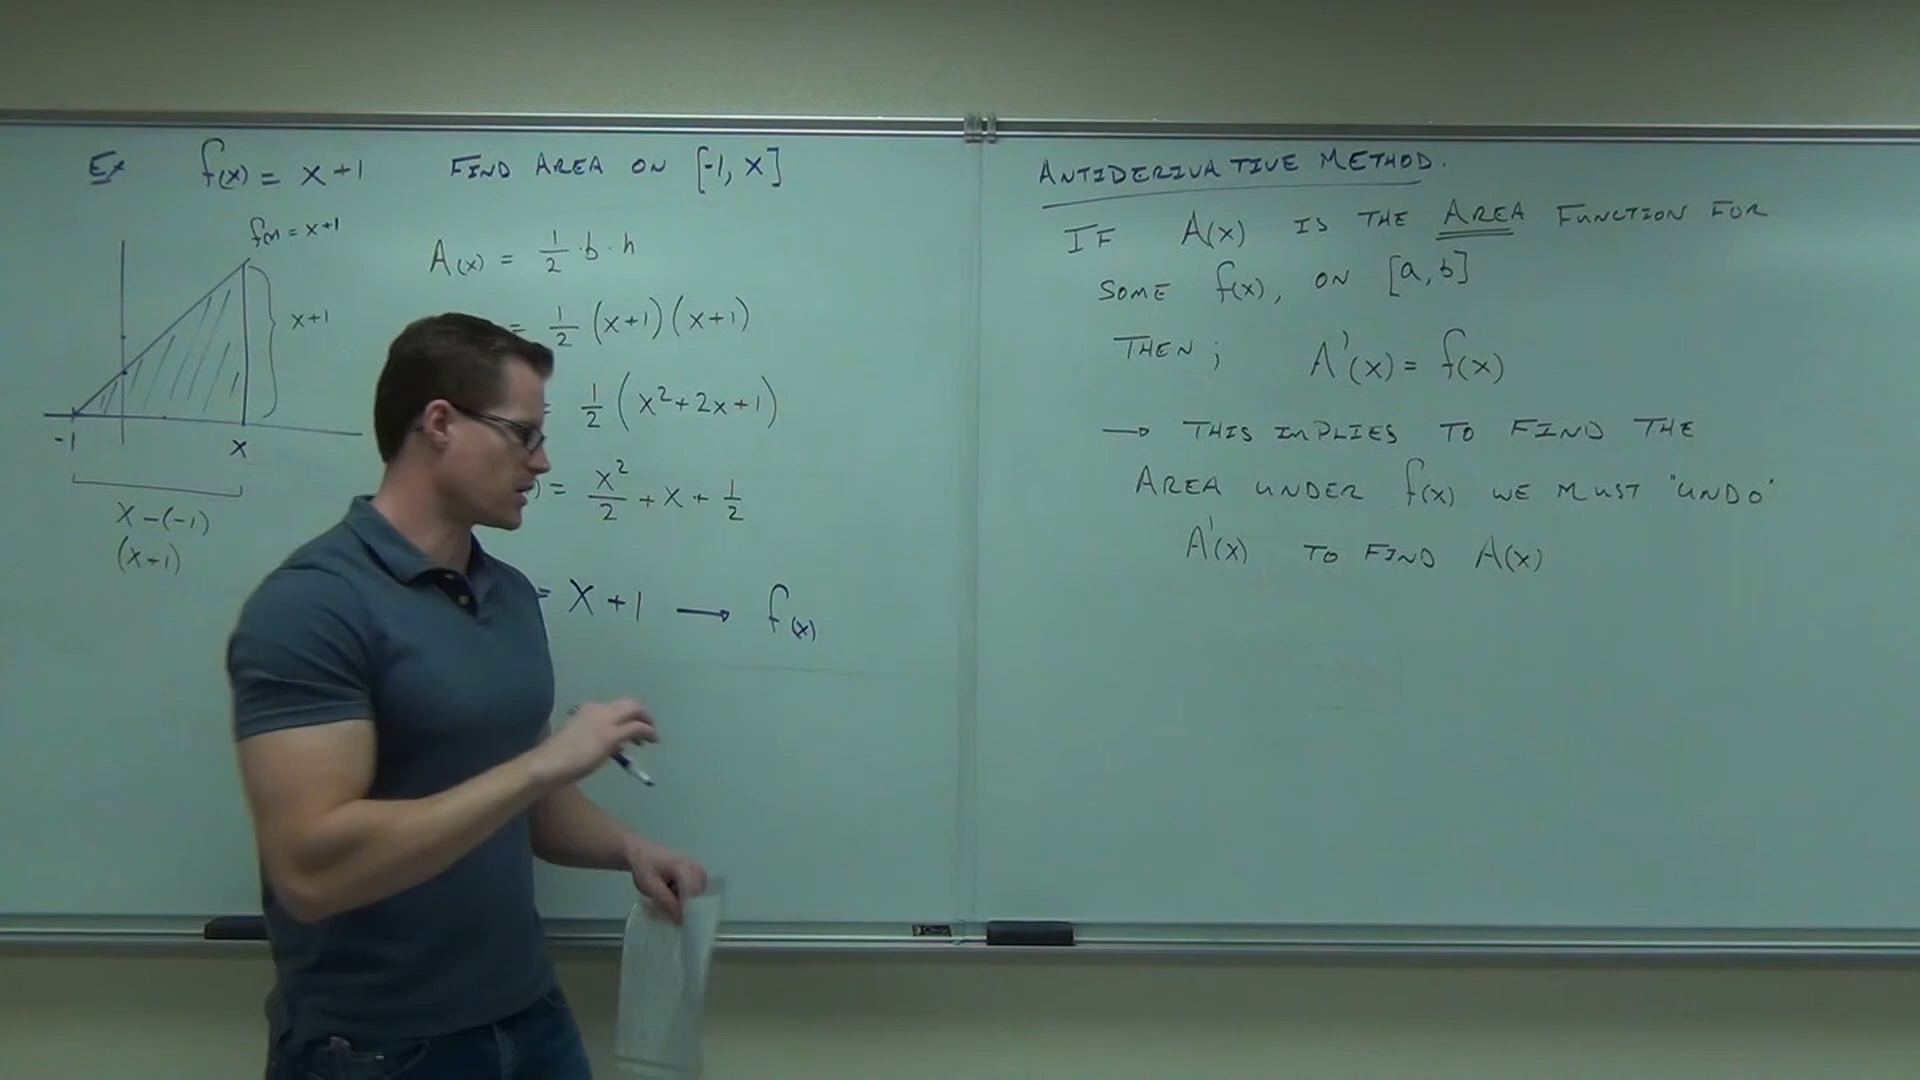 Ex f(x) = x+1 FIND AREA ON [-1, x]
f(x) = x+1
x+1
-1 x
x-(-1)
(x+1)
A(x) = 1/2 · b · h
= 1/2 (x+1)(x+1)
= 1/2 (x²+2x+1)
) = x²/2 + x + 1/2
= x+1 → f(x)
ANTIDERIVATIVE METHOD.
IF A(x) IS THE AREA FUNCTION FOR
SOME f(x), ON [a, b]
THEN; A'(x) = f(x)
→ THIS IMPLIES TO FIND THE
AREA UNDER f(x) WE MUST "UNDO"
A'(x) TO FIND A(x)